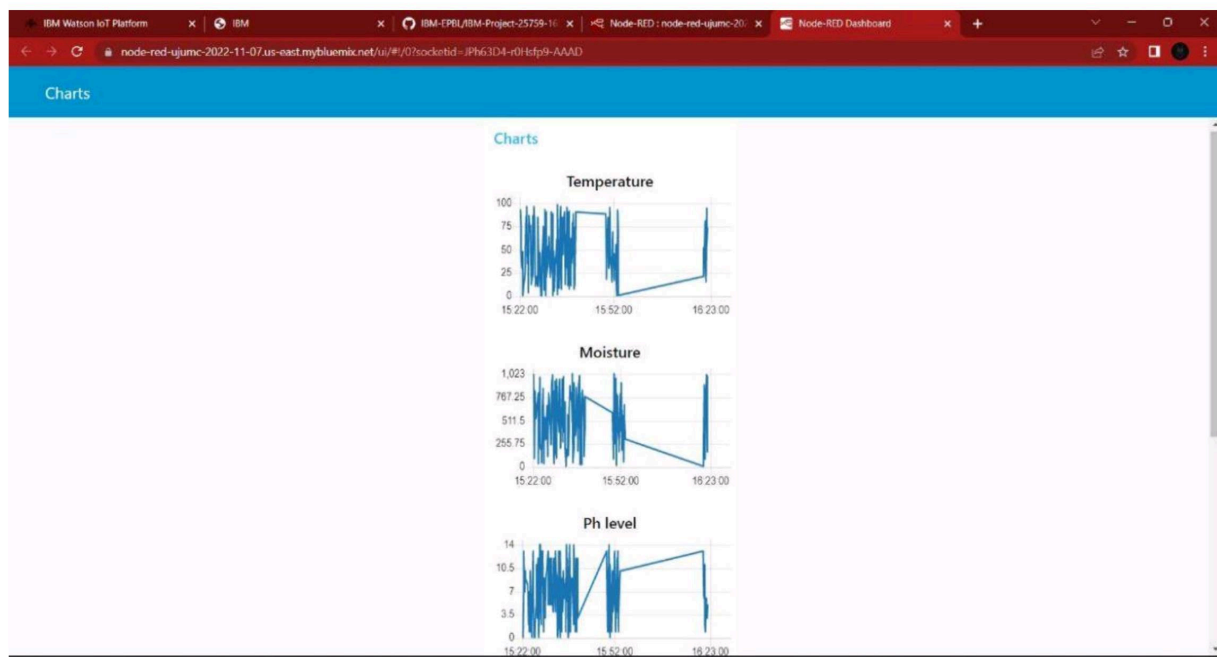 IBM Watson IoT Platform
IBM
IBM-EPBL/IBM-Project-25759-16
Node-RED : node-red-ujumc-202
Node-RED Dashboard
node-red-ujumc-2022-11-07.us-east.mybluemix.net/ui/#!/0?socketid=JPh63D4-r0Hsfp9-AAAD
Charts
Charts
Temperature
100
75
50
25
0
15:22:00 15:52:00 16:23:00
Moisture
1,023
767.25
511.5
255.75
0
15:22:00 15:52:00 16:23:00
Ph level
14
10.5
7
3.5
0
15:22:00 15:52:00 16:23:00